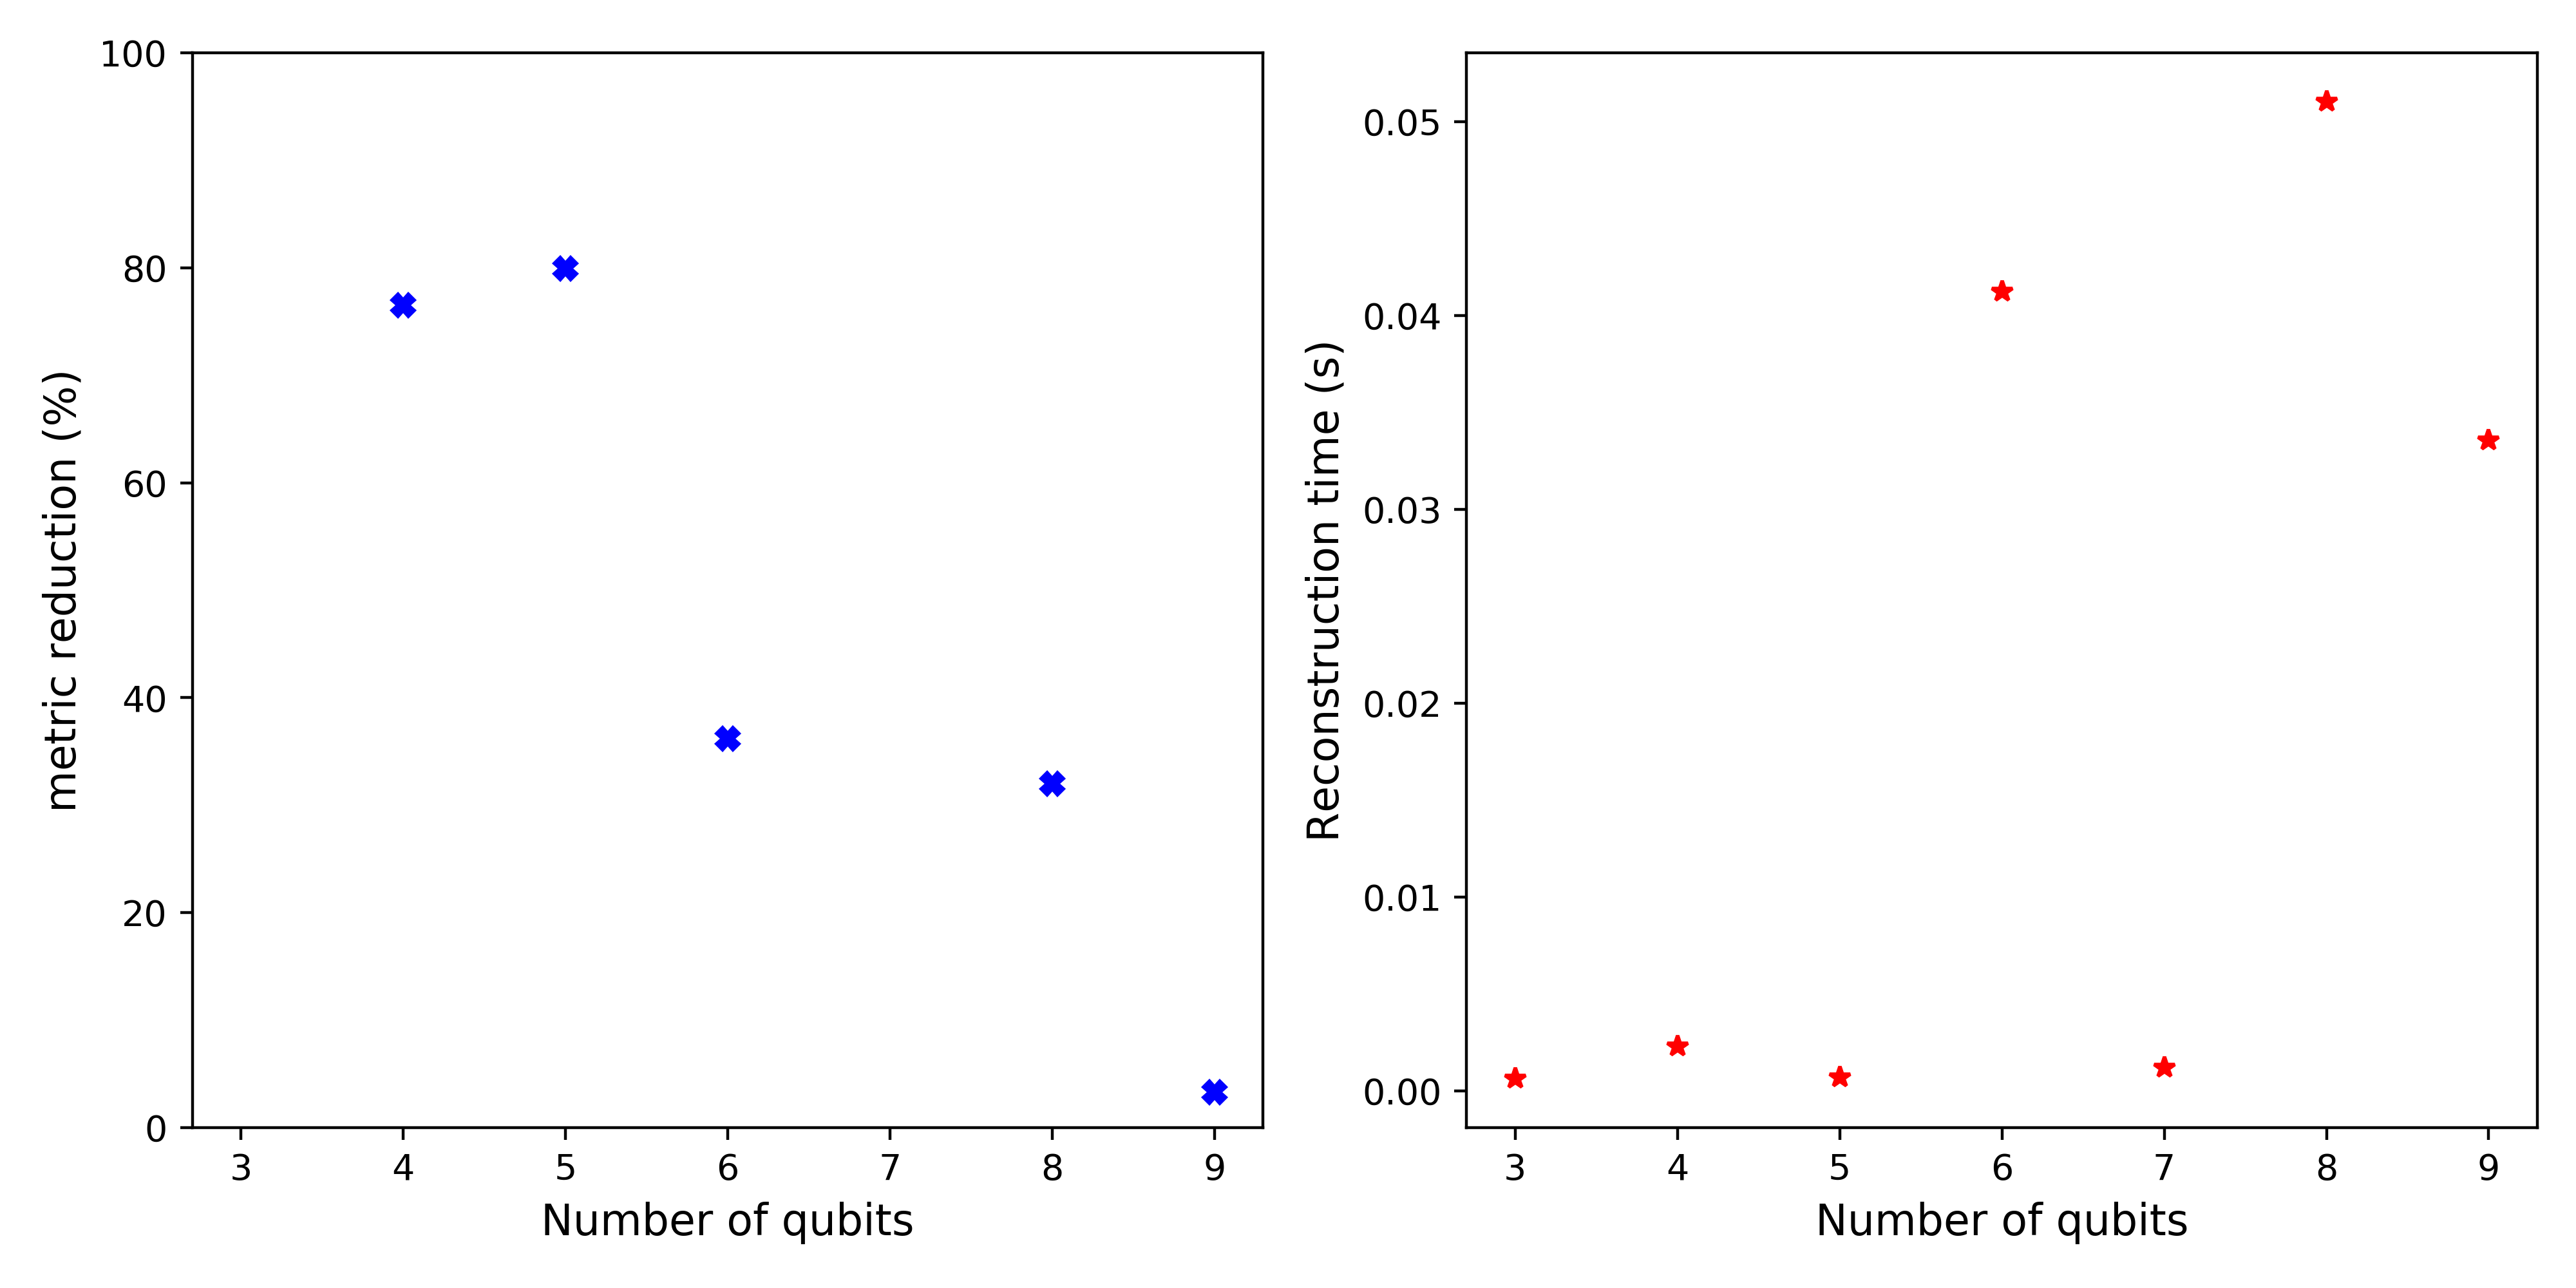 100
80
60
40
20
0
3 4 5 6 7 8 9
Number of qubits
metric reduction (%)
0.05
0.04
0.03
0.02
0.01
0.00
3 4 5 6 7 8 9
Number of qubits
Reconstruction time (s)